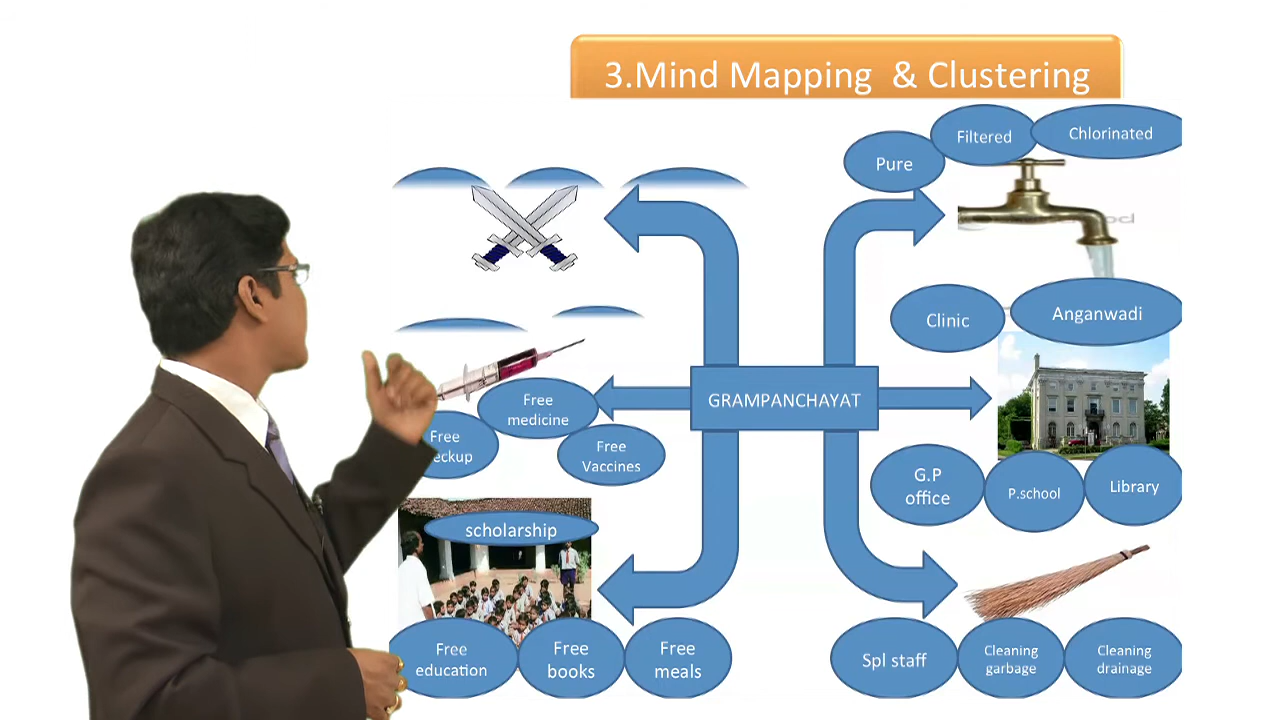 3.Mind Mapping & Clustering
Pure
Filtered
Chlorinated
Clinic
Anganwadi
GRAMPANCHAYAT
Free
medicine
Free
Free
Vaccines
G.P
office
P.school
Library
scholarship
Free
education
Free
books
Free
meals
Spl staff
Cleaning
garbage
Cleaning
drainage